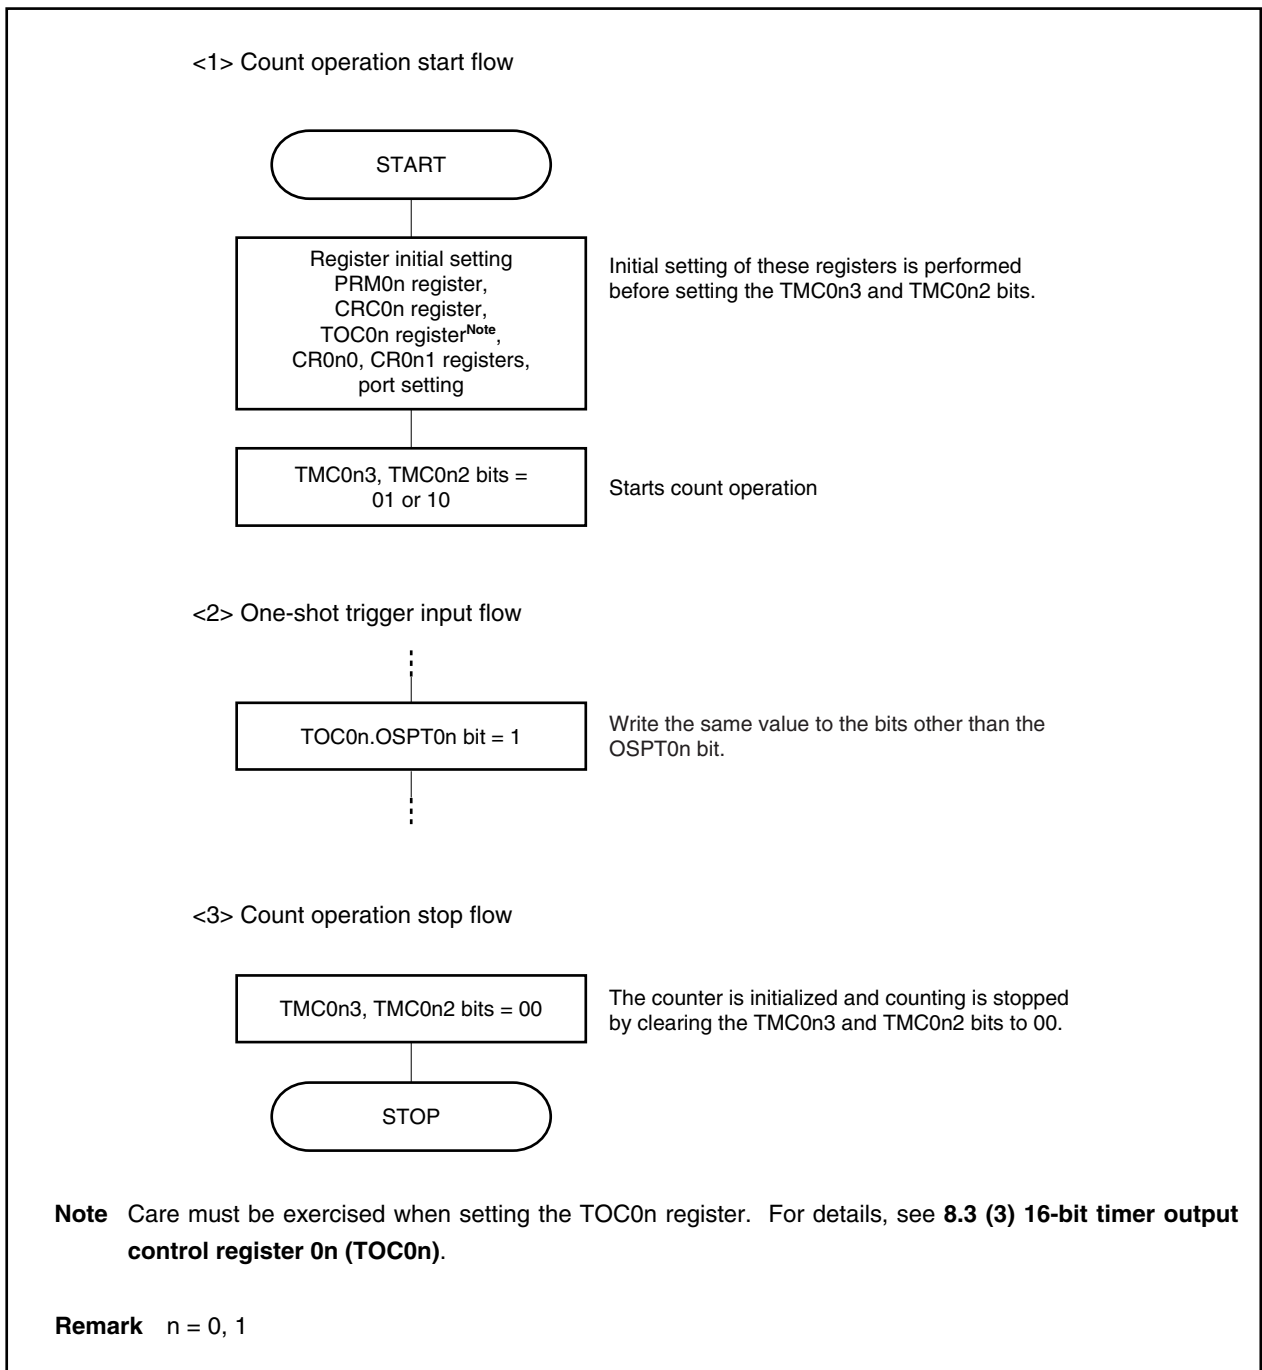 <1> Count operation start flow
START
Register initial setting
PRM0n register,
CRC0n register,
TOC0n registerNote,
CR0n0, CR0n1 registers,
port setting
Initial setting of these registers is performed
before setting the TMC0n3 and TMC0n2 bits.
TMC0n3, TMC0n2 bits =
01 or 10
Starts count operation
<2> One-shot trigger input flow
TOC0n.OSPT0n bit = 1
Write the same value to the bits other than the
OSPT0n bit.
<3> Count operation stop flow
TMC0n3, TMC0n2 bits = 00
The counter is initialized and counting is stopped
by clearing the TMC0n3 and TMC0n2 bits to 00.
STOP
Note Care must be exercised when setting the TOC0n register. For details, see 8.3 (3) 16-bit timer output
control register 0n (TOC0n).
Remark n = 0, 1